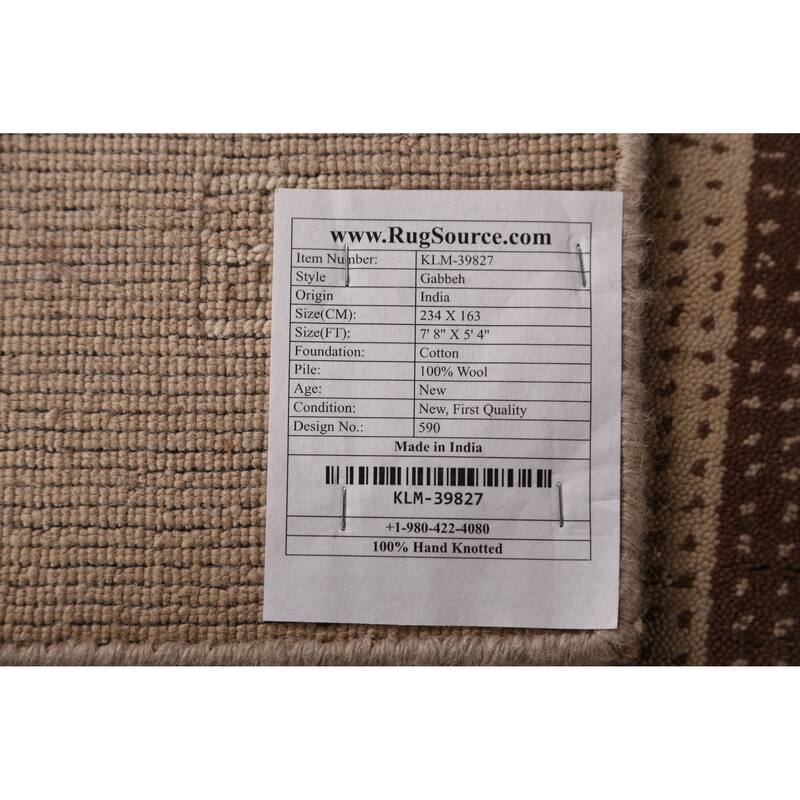 www.RugSource.com
Item Number: KLM-39827
Style Gabbeh
Origin India
Size(CM): 234 X 163
Size(FT): 7' 8" X 5' 4"
Foundation: Cotton
Pile: 100% Wool
Age: New
Condition: New, First Quality
Design No.: 590
Made in India
KLM-39827
+1-980-422-4080
100% Hand Knotted